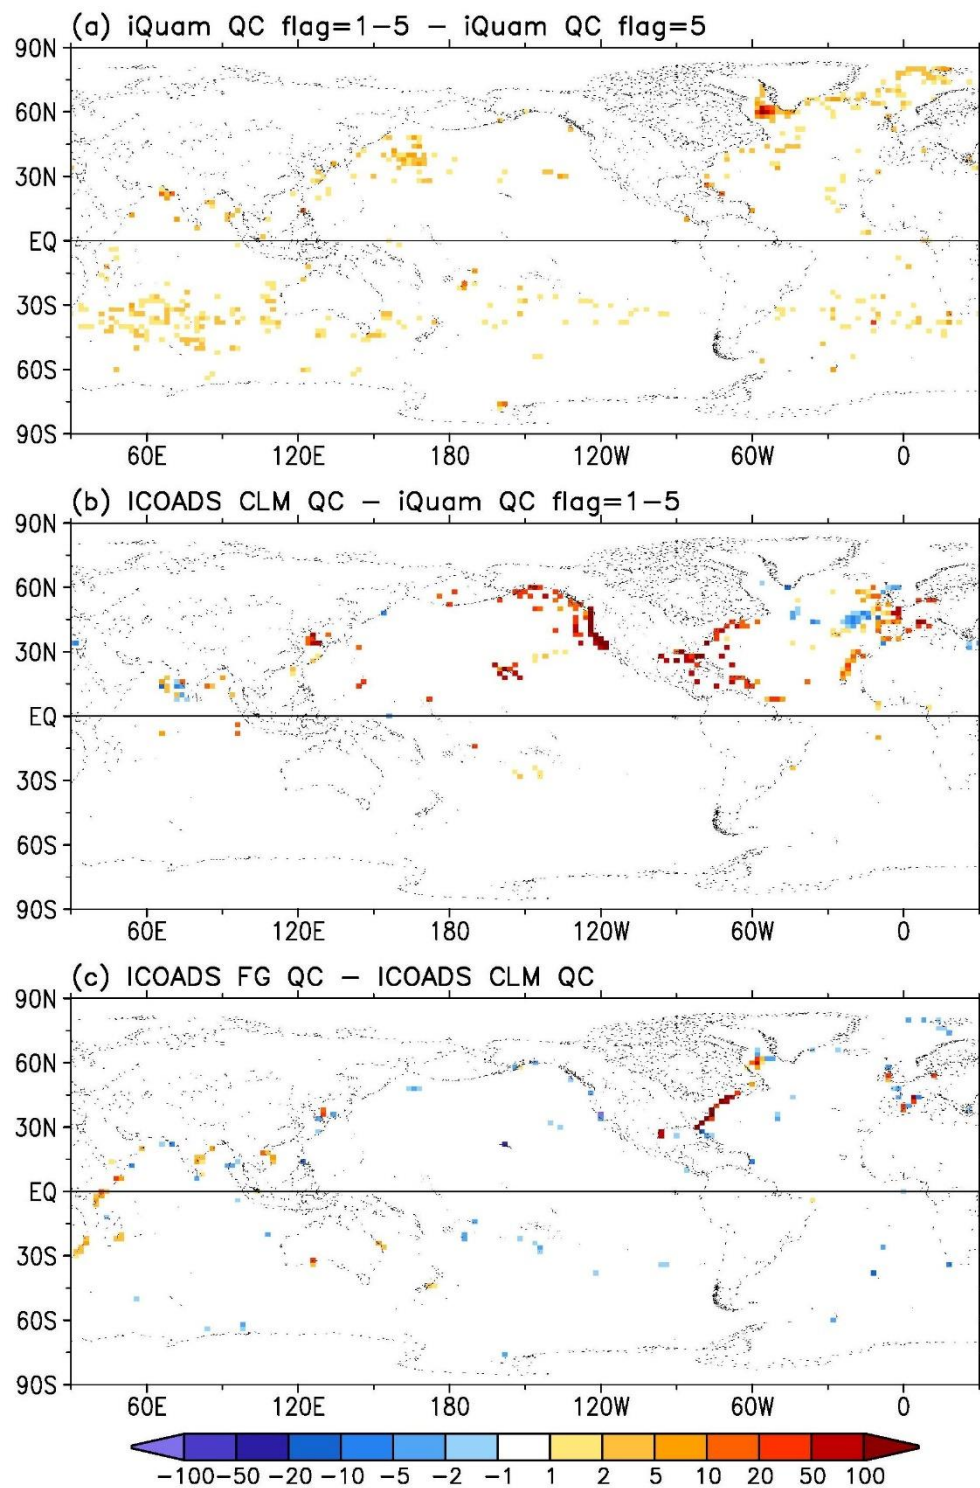 (a) iQuam QC flag=1−5 − iQuam QC flag=5
90N
60N
30N
EQ
30S
60S
90S
60E 120E 180 120W 60W 0
(b) ICOADS CLM QC − iQuam QC flag=1−5
90N
60N
30N
EQ
30S
60S
90S
60E 120E 180 120W 60W 0
(c) ICOADS FG QC − ICOADS CLM QC
90N
60N
30N
EQ
30S
60S
90S
60E 120E 180 120W 60W 0
−100 −50 −20 −10 −5 −2 −1 1 2 5 10 20 50 100